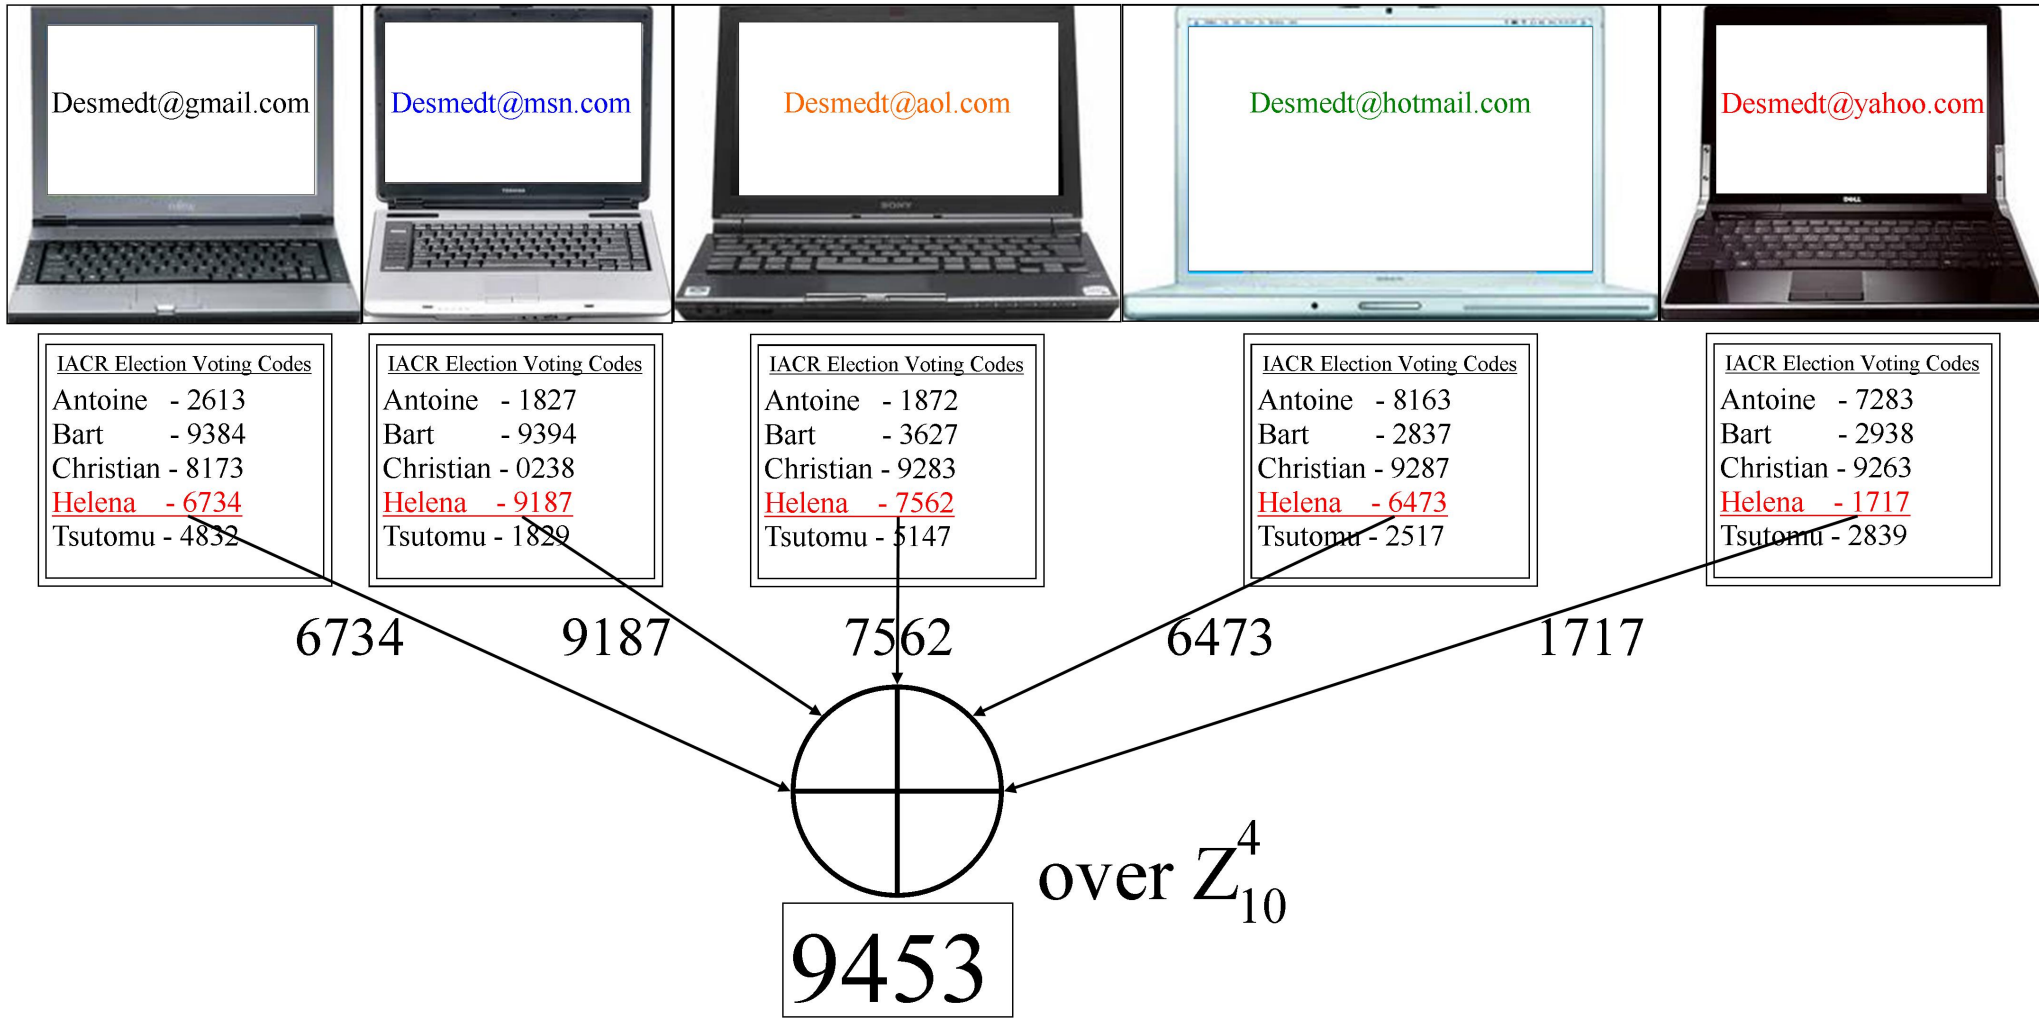 Desmedt@gmail.com
Desmedt@msn.com
Desmedt@aol.com
Desmedt@hotmail.com
Desmedt@yahoo.com
TOSHIBA
SONY
DELL
IACR Election Voting Codes
Antoine - 2613
Bart - 9384
Christian - 8173
Helena - 6734
Tsutomu - 4832
IACR Election Voting Codes
Antoine - 1827
Bart - 9394
Christian - 0238
Helena - 9187
Tsutomu - 1829
IACR Election Voting Codes
Antoine - 1872
Bart - 3627
Christian - 9283
Helena - 7562
Tsutomu - 5147
IACR Election Voting Codes
Antoine - 8163
Bart - 2837
Christian - 9287
Helena - 6473
Tsutomu - 2517
IACR Election Voting Codes
Antoine - 7283
Bart - 2938
Christian - 9263
Helena - 1717
Tsutomu - 2839
6734
9187
7562
6473
1717
over Z₁₀⁴
9453